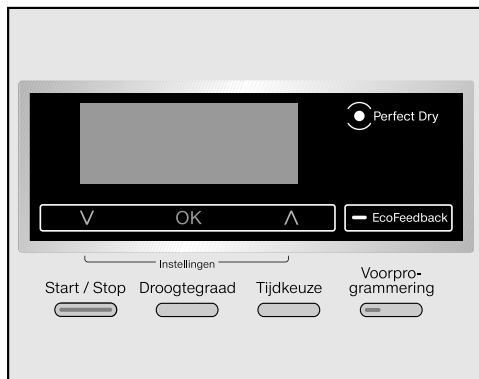 Perfect Dry
OK
EcoFeedback
Instellingen
Start / Stop
Droogtegraad
Tijdkeuze
Voorpro-
grammering